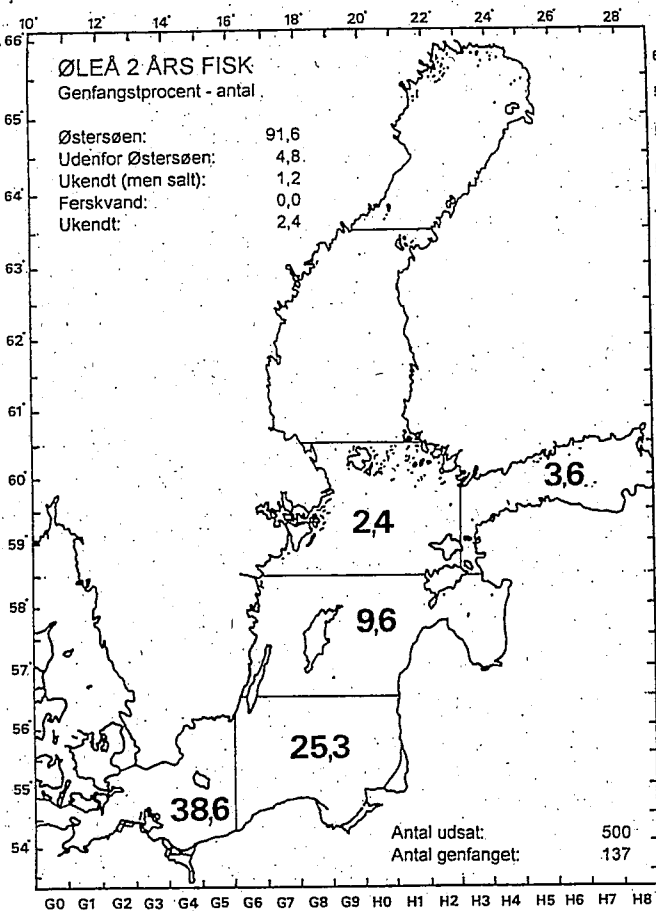 10° 12° 14° 16° 18° 20° 22° 24° 26° 28°
66°
ØLEÅ 2 ÅRS FISK
Genfangstprocent - antal
65°
Østersøen: 91,6
Udenfor Østersøen: 4,8
Ukendt (men salt): 1,2
64°
Ferskvand: 0,0
Ukendt: 2,4
63°
62°
61°
60°
3,6
2,4
59°
58°
9,6
57°
56°
25,3
55°
38,6
Antal udsat: 500
Antal genfanget: 137
54°
G0 G1 G2 G3 G4 G5 G6 G7 G8 G9 H0 H1 H2 H3 H4 H5 H6 H7 H8